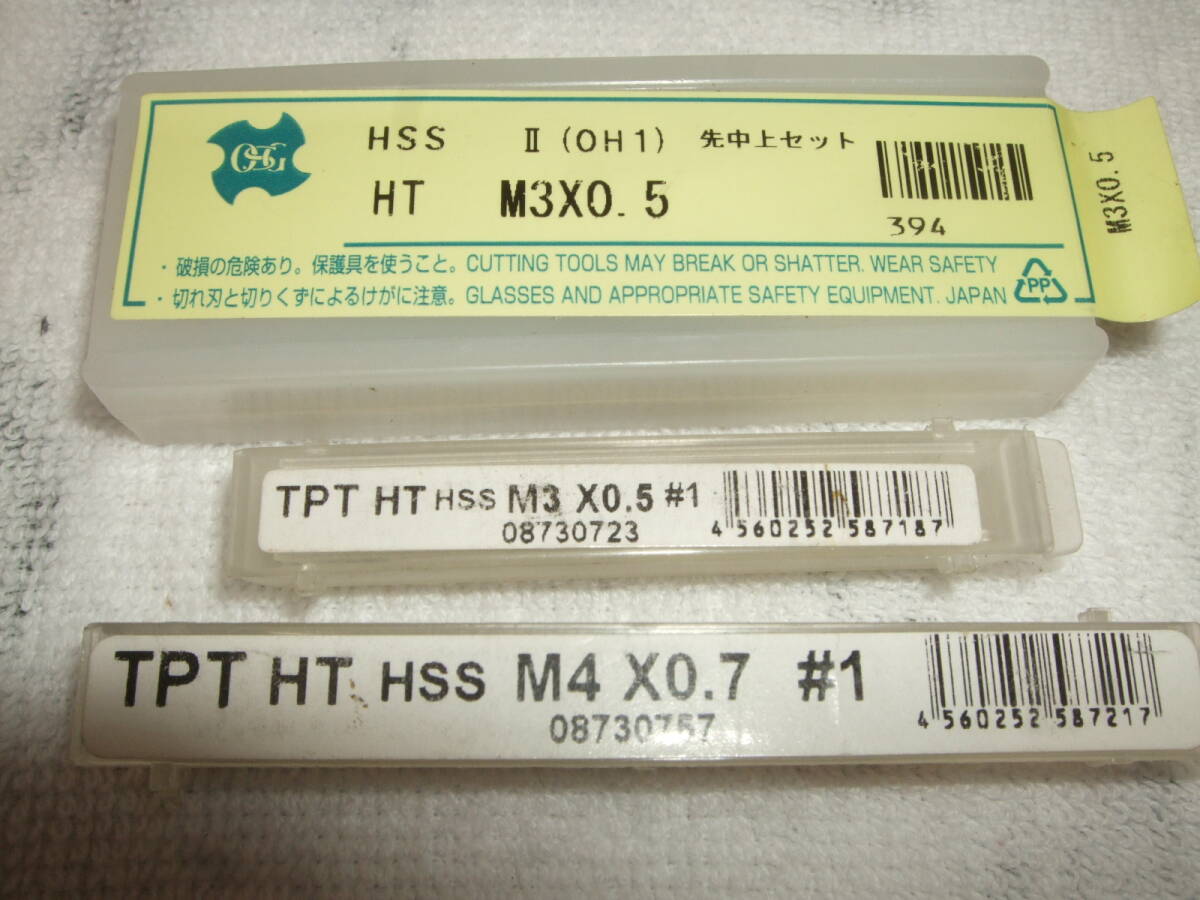 OSG
HSS Ⅱ(OH1) 先中上セット
HT M3X0.5
394
M3X0.5
・破損の危険あり。保護具を使うこと。CUTTING TOOLS MAY BREAK OR SHATTER. WEAR SAFETY
・切れ刃と切りくずによるけがに注意。GLASSES AND APPROPRIATE SAFETY EQUIPMENT. JAPAN
PP
TPT HT HSS M3 X0.5 #1
08730723
4 560252 587187
TPT HT HSS M4 X0.7 #1
08730757
4 560252 587217